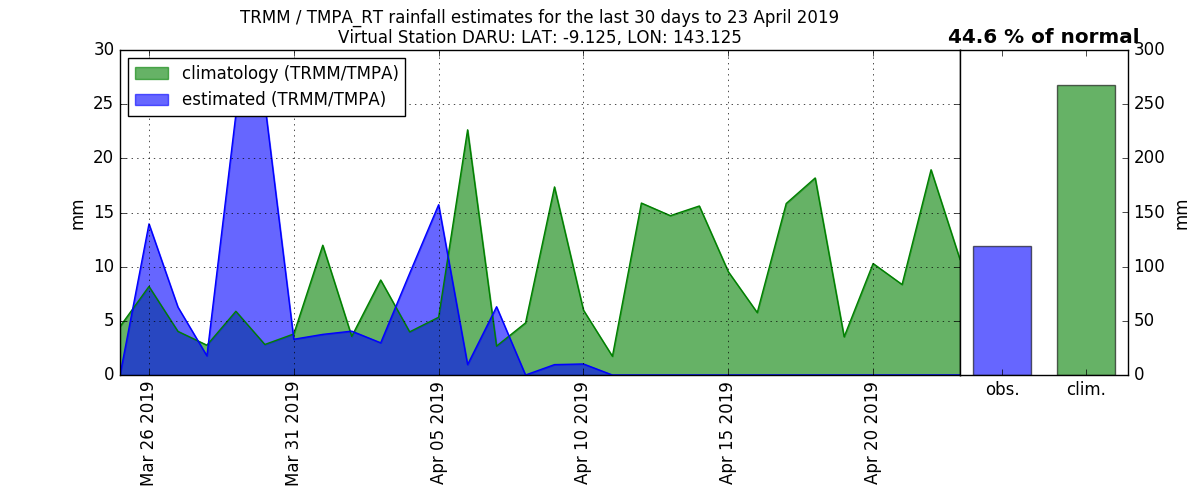 TRMM / TMPA_RT rainfall estimates for the last 30 days to 23 April 2019
Virtual Station DARU: LAT: -9.125, LON: 143.125
44.6 % of normal
climatology (TRMM/TMPA)
estimated (TRMM/TMPA)
30
25
20
15
10
5
0
mm
Mar 26 2019
Mar 31 2019
Apr 05 2019
Apr 10 2019
Apr 15 2019
Apr 20 2019
obs.
clim.
300
250
200
150
100
50
0
mm